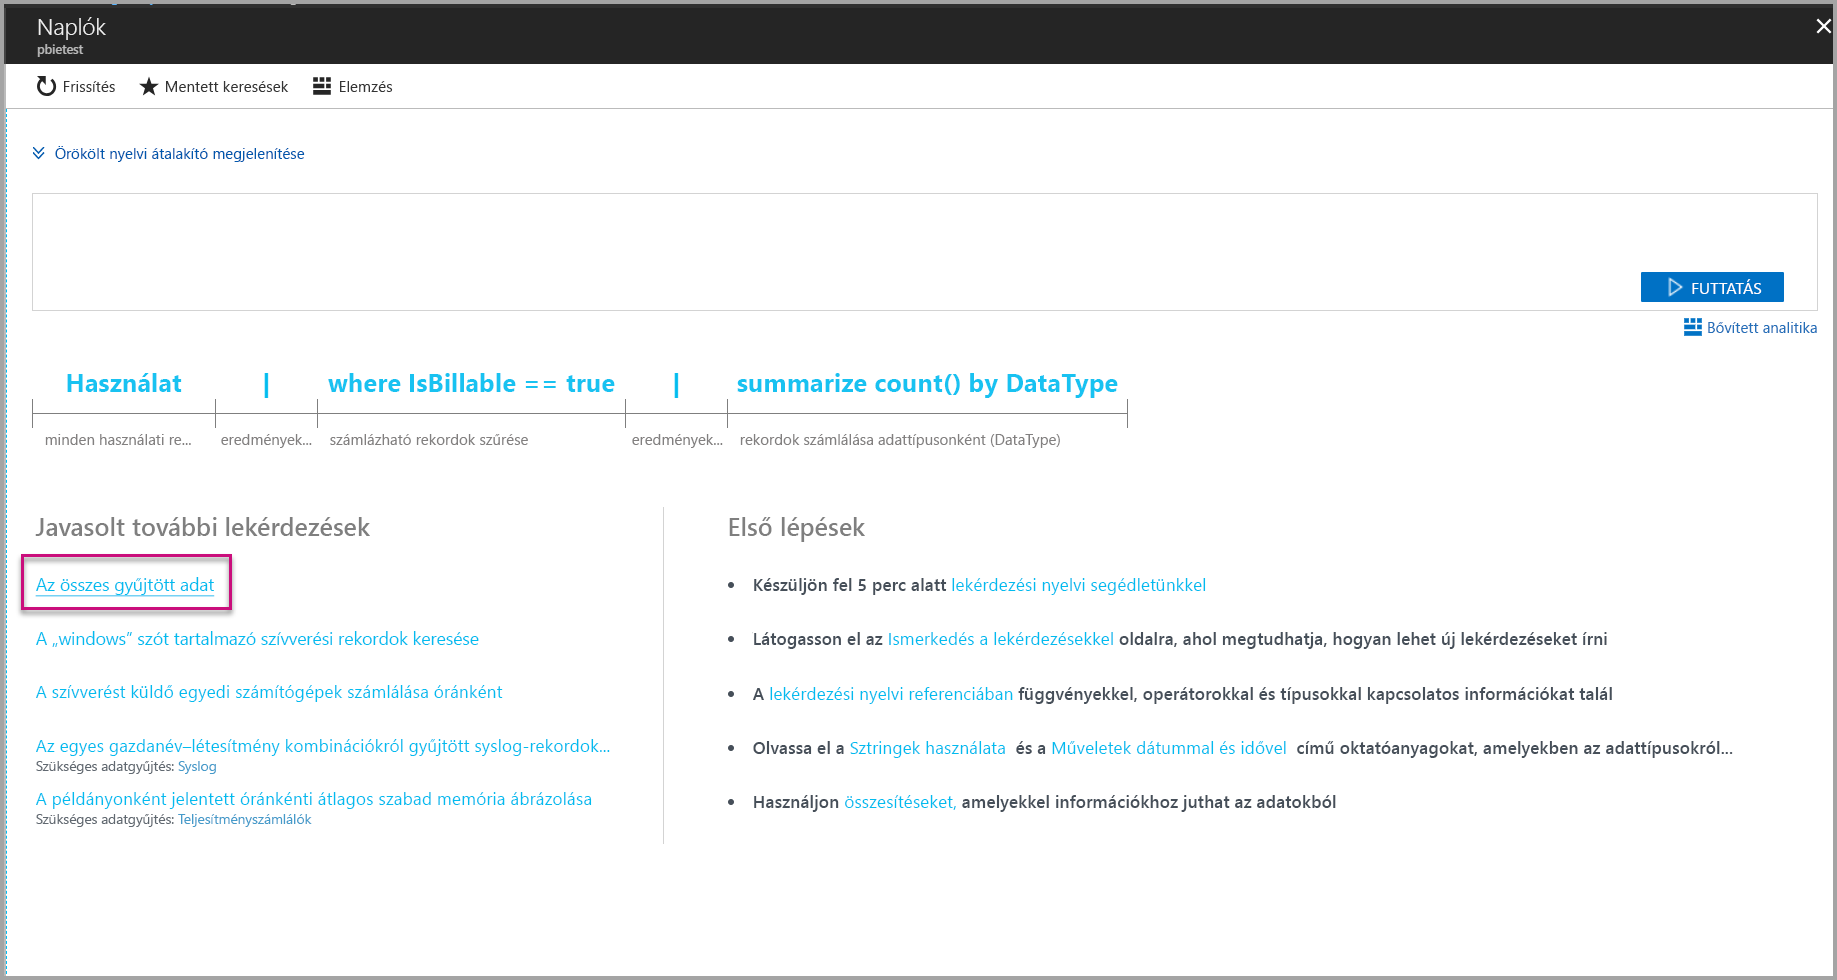 Naplók
pbietest
Frissítés Mentett keresések Elemzés
Örökölt nyelvi átalakító megjelenítése
FUTTATÁS
Bővített analitika
Használat | where IsBillable == true | summarize count() by DataType
minden használati re... eredmények... számlázható rekordok szűrése eredmények... rekordok számlálása adattípusonként (DataType)
Javasolt további lekérdezések
Az összes gyűjtött adat
A „windows” szót tartalmazó szívverési rekordok keresése
A szívverést küldő egyedi számítógépek számlálása óránként
Az egyes gazdanév–létesítmény kombinációkról gyűjtött syslog-rekordok...
Szükséges adatgyűjtés: Syslog
A példányonként jelentett óránkénti átlagos szabad memória ábrázolása
Szükséges adatgyűjtés: Teljesítményszámlálók
Első lépések
• Készüljön fel 5 perc alatt lekérdezési nyelvi segédletünkkel
• Látogasson el az Ismerkedés a lekérdezésekkel oldalra, ahol megtudhatja, hogyan lehet új lekérdezéseket írni
• A lekérdezési nyelvi referenciában függvényekkel, operátorokkal és típusokkal kapcsolatos információkat talál
• Olvassa el a Sztringek használata és a Műveletek dátummal és idővel című oktatóanyagokat, amelyekben az adattípusokról...
• Használjon összesítéseket, amelyekkel információkhoz juthat az adatokból